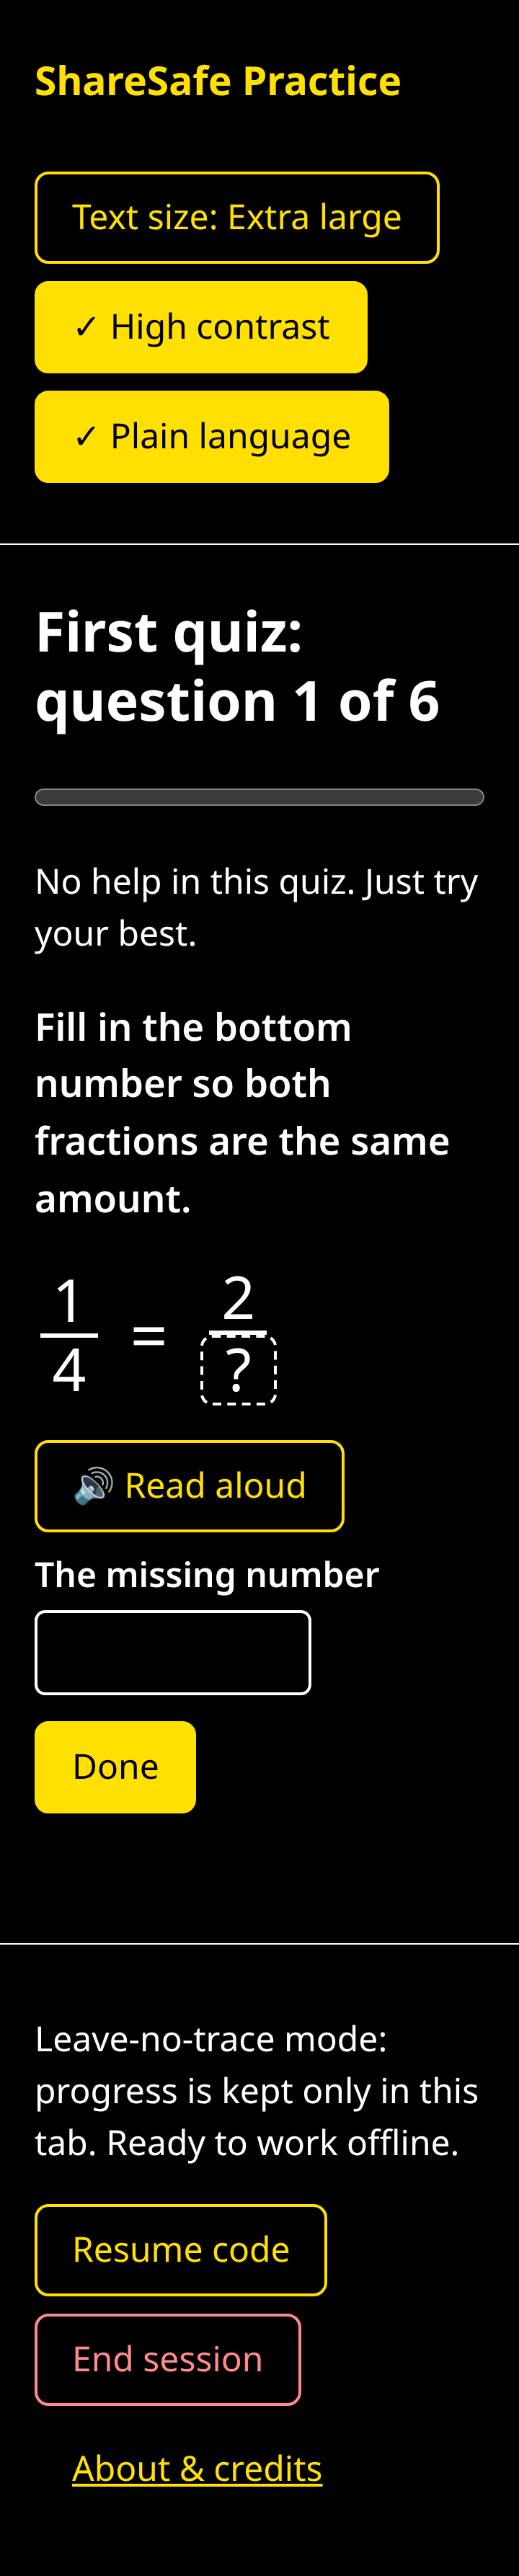 ShareSafe Practice
Text size: Extra large
✓ High contrast
✓ Plain language
First quiz:
question 1 of 6
No help in this quiz. Just try
your best.
Fill in the bottom
number so both
fractions are the same
amount.
1/4 = 2/?
🔊 Read aloud
The missing number
Done
Leave-no-trace mode:
progress is kept only in this
tab. Ready to work offline.
Resume code
End session
About & credits